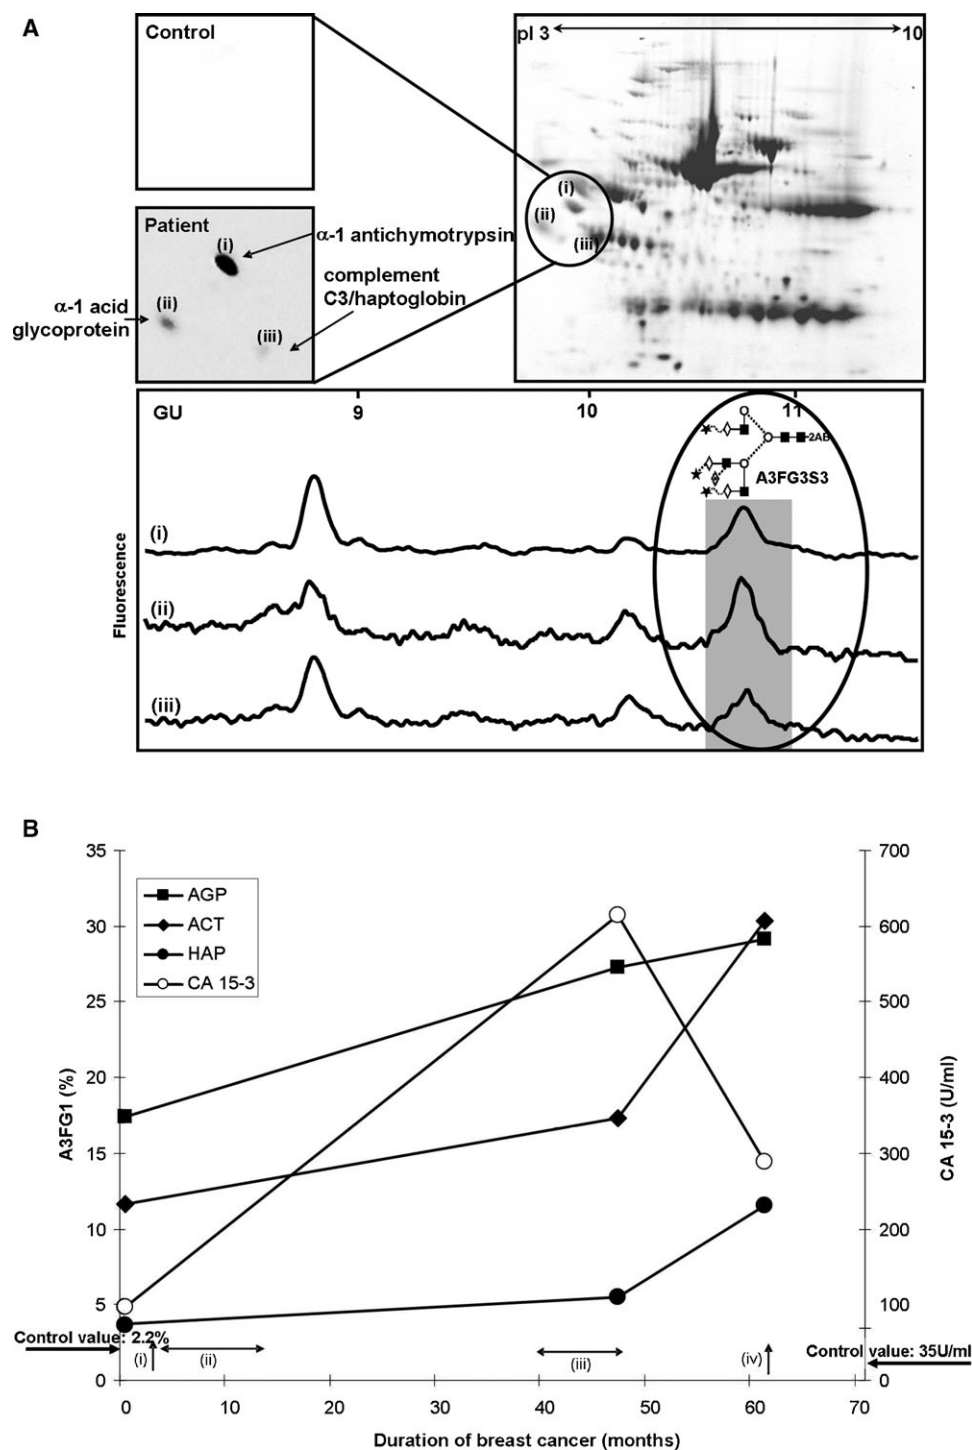 A
Control
pI 3
10
(i)
(ii)
(iii)
Patient
(i)
α-1 antichymotrypsin
complement
C3/haptoglobin
α-1 acid
glycoprotein
(ii)
(iii)
GU
9
10
11
2AB
A3FG3S3
(i)
(ii)
(iii)
Fluorescence
B
35
30
25
20
15
10
5
0
A3FG1 (%)
AGP
ACT
HAP
CA 15-3
700
600
500
400
300
200
100
0
CA 15-3 (U/ml)
Control value: 2.2%
Control value: 35U/ml
(i)
(ii)
(iii)
(iv)
0 10 20 30 40 50 60 70
Duration of breast cancer (months)